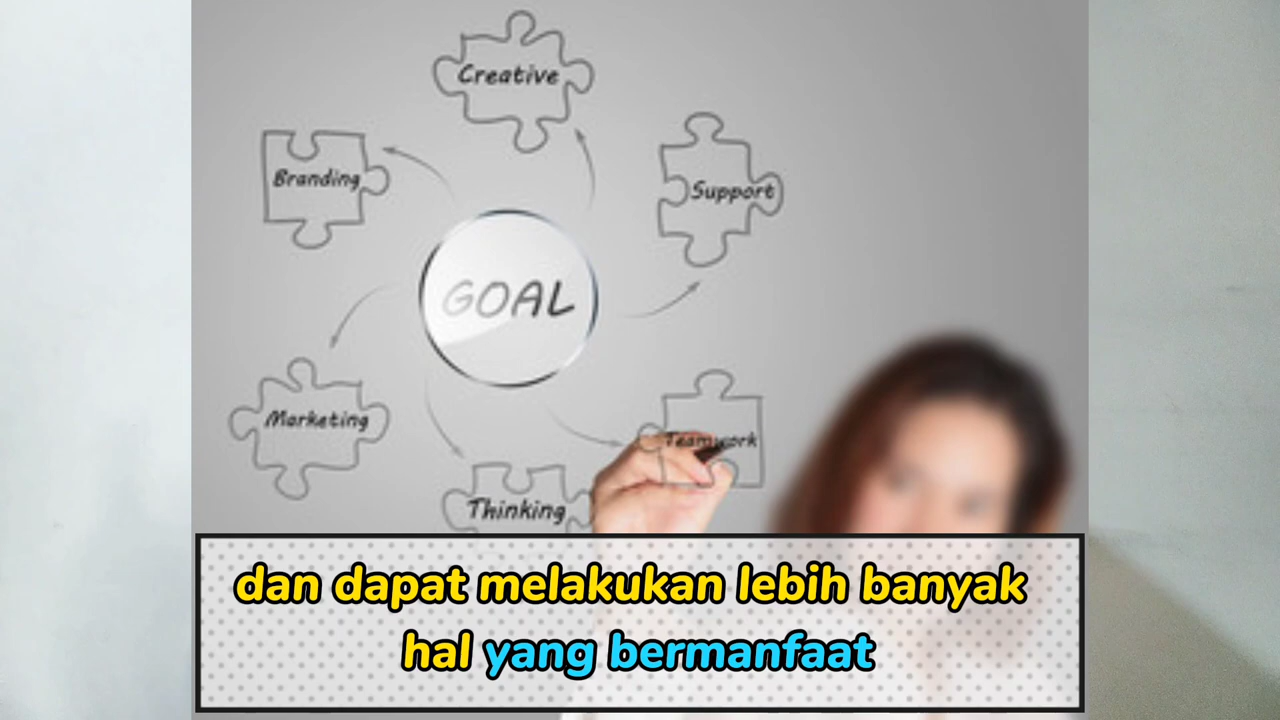 Creative
Branding
Support
GOAL
Marketing
Teamwork
Thinking
dan dapat melakukan lebih banyak
hal yang bermanfaat